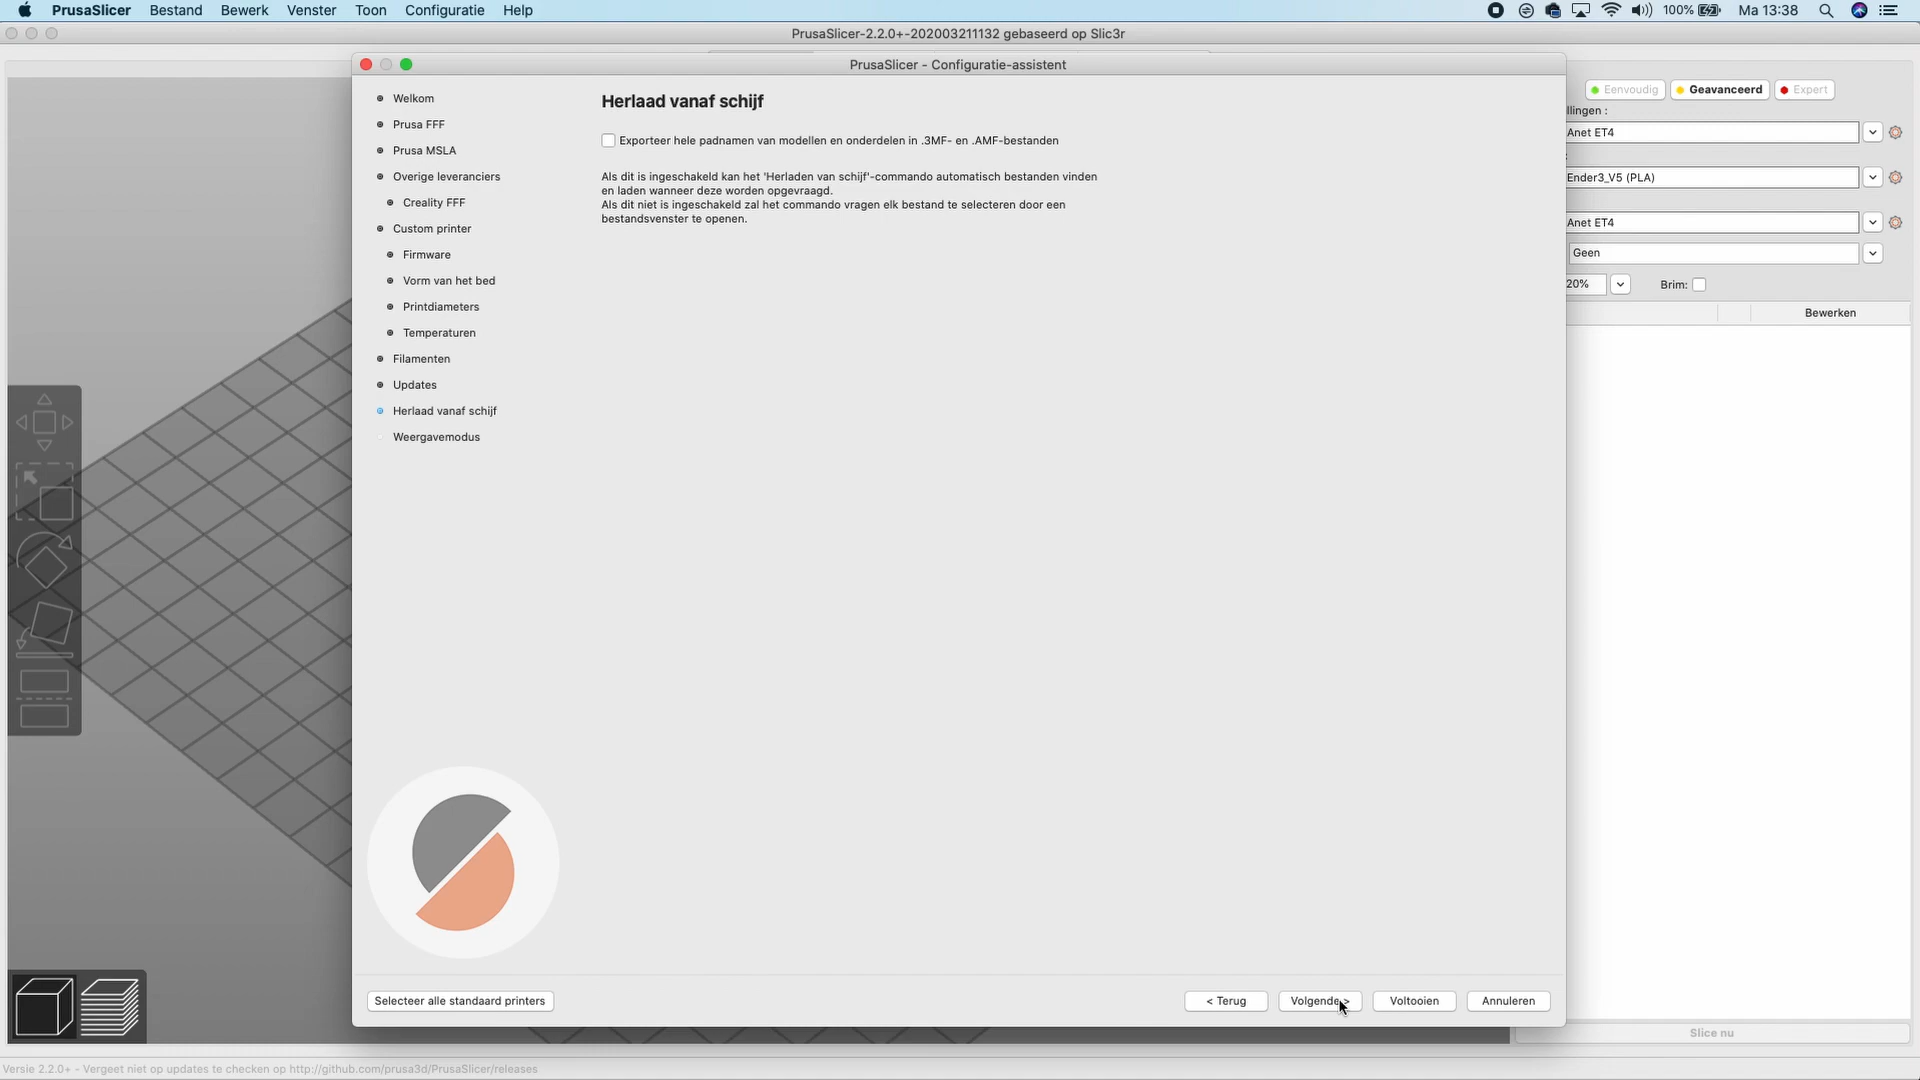 PrusaSlicer Bestand Bewerk Venster Toon Configuratie Help 100% Ma 13:38
PrusaSlicer-2.2.0+-202003211132 gebaseerd op Slic3r
PrusaSlicer - Configuratie-assistent
Welkom
Prusa FFF
Prusa MSLA
Overige leveranciers
Creality FFF
Custom printer
Firmware
Vorm van het bed
Printdiameters
Temperaturen
Filamenten
Updates
Herlaad vanaf schijf
Weergavemodus
Herlaad vanaf schijf
Exporteer hele padnamen van modellen en onderdelen in .3MF- en .AMF-bestanden
Als dit is ingeschakeld kan het 'Herladen van schijf'-commando automatisch bestanden vinden
en laden wanneer deze worden opgevraagd.
Als dit niet is ingeschakeld zal het commando vragen elk bestand te selecteren door een
bestandsvenster te openen.
Eenvoudig Geavanceerd Expert
llingen :
Anet ET4
:
Ender3_V5 (PLA)
Anet ET4
Geen
20% Brim:
Bewerken
Selecteer alle standaard printers < Terug Volgende > Voltooien Annuleren
Slice nu
Versie 2.2.0+ - Vergeet niet op updates te checken op http://github.com/prusa3d/PrusaSlicer/releases